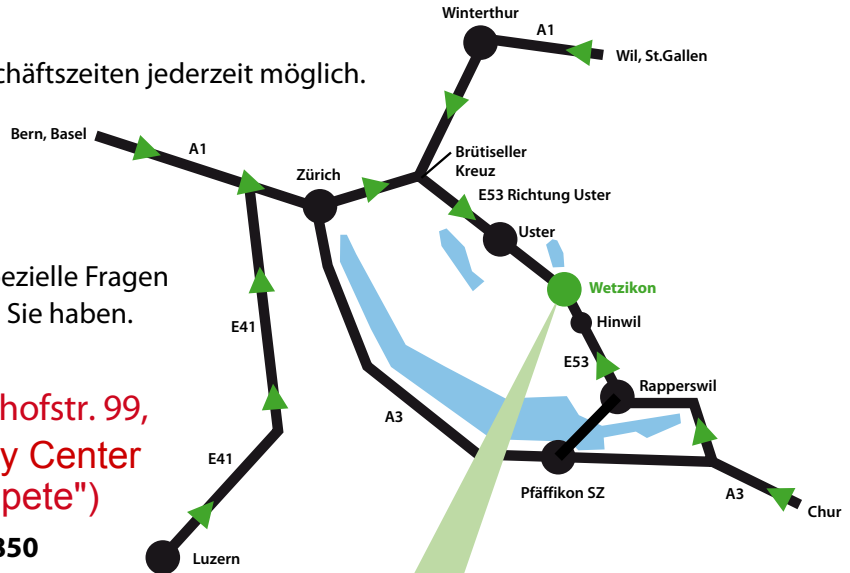 Winterthur
A1
Wil, St.Gallen
chäftszeiten jederzeit möglich.
Bern, Basel
A1
Brütiseller
Kreuz
Zürich
E53 Richtung Uster
Uster
ezielle Fragen
Sie haben.
Wetzikon
Hinwil
E41
E53
Rapperswil
hofstr. 99,
A3
y Center
E41
pete")
Pfäffikon SZ
A3
Chur
350
Luzern